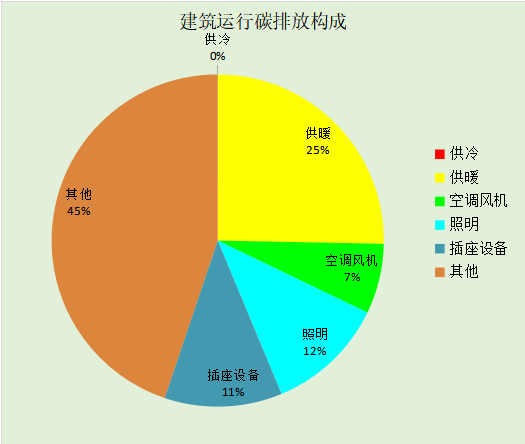 建筑运行碳排放构成
供冷
0%
供暖
25%
空调风机
7%
照明
12%
插座设备
11%
其他
45%
供冷
供暖
空调风机
照明
插座设备
其他